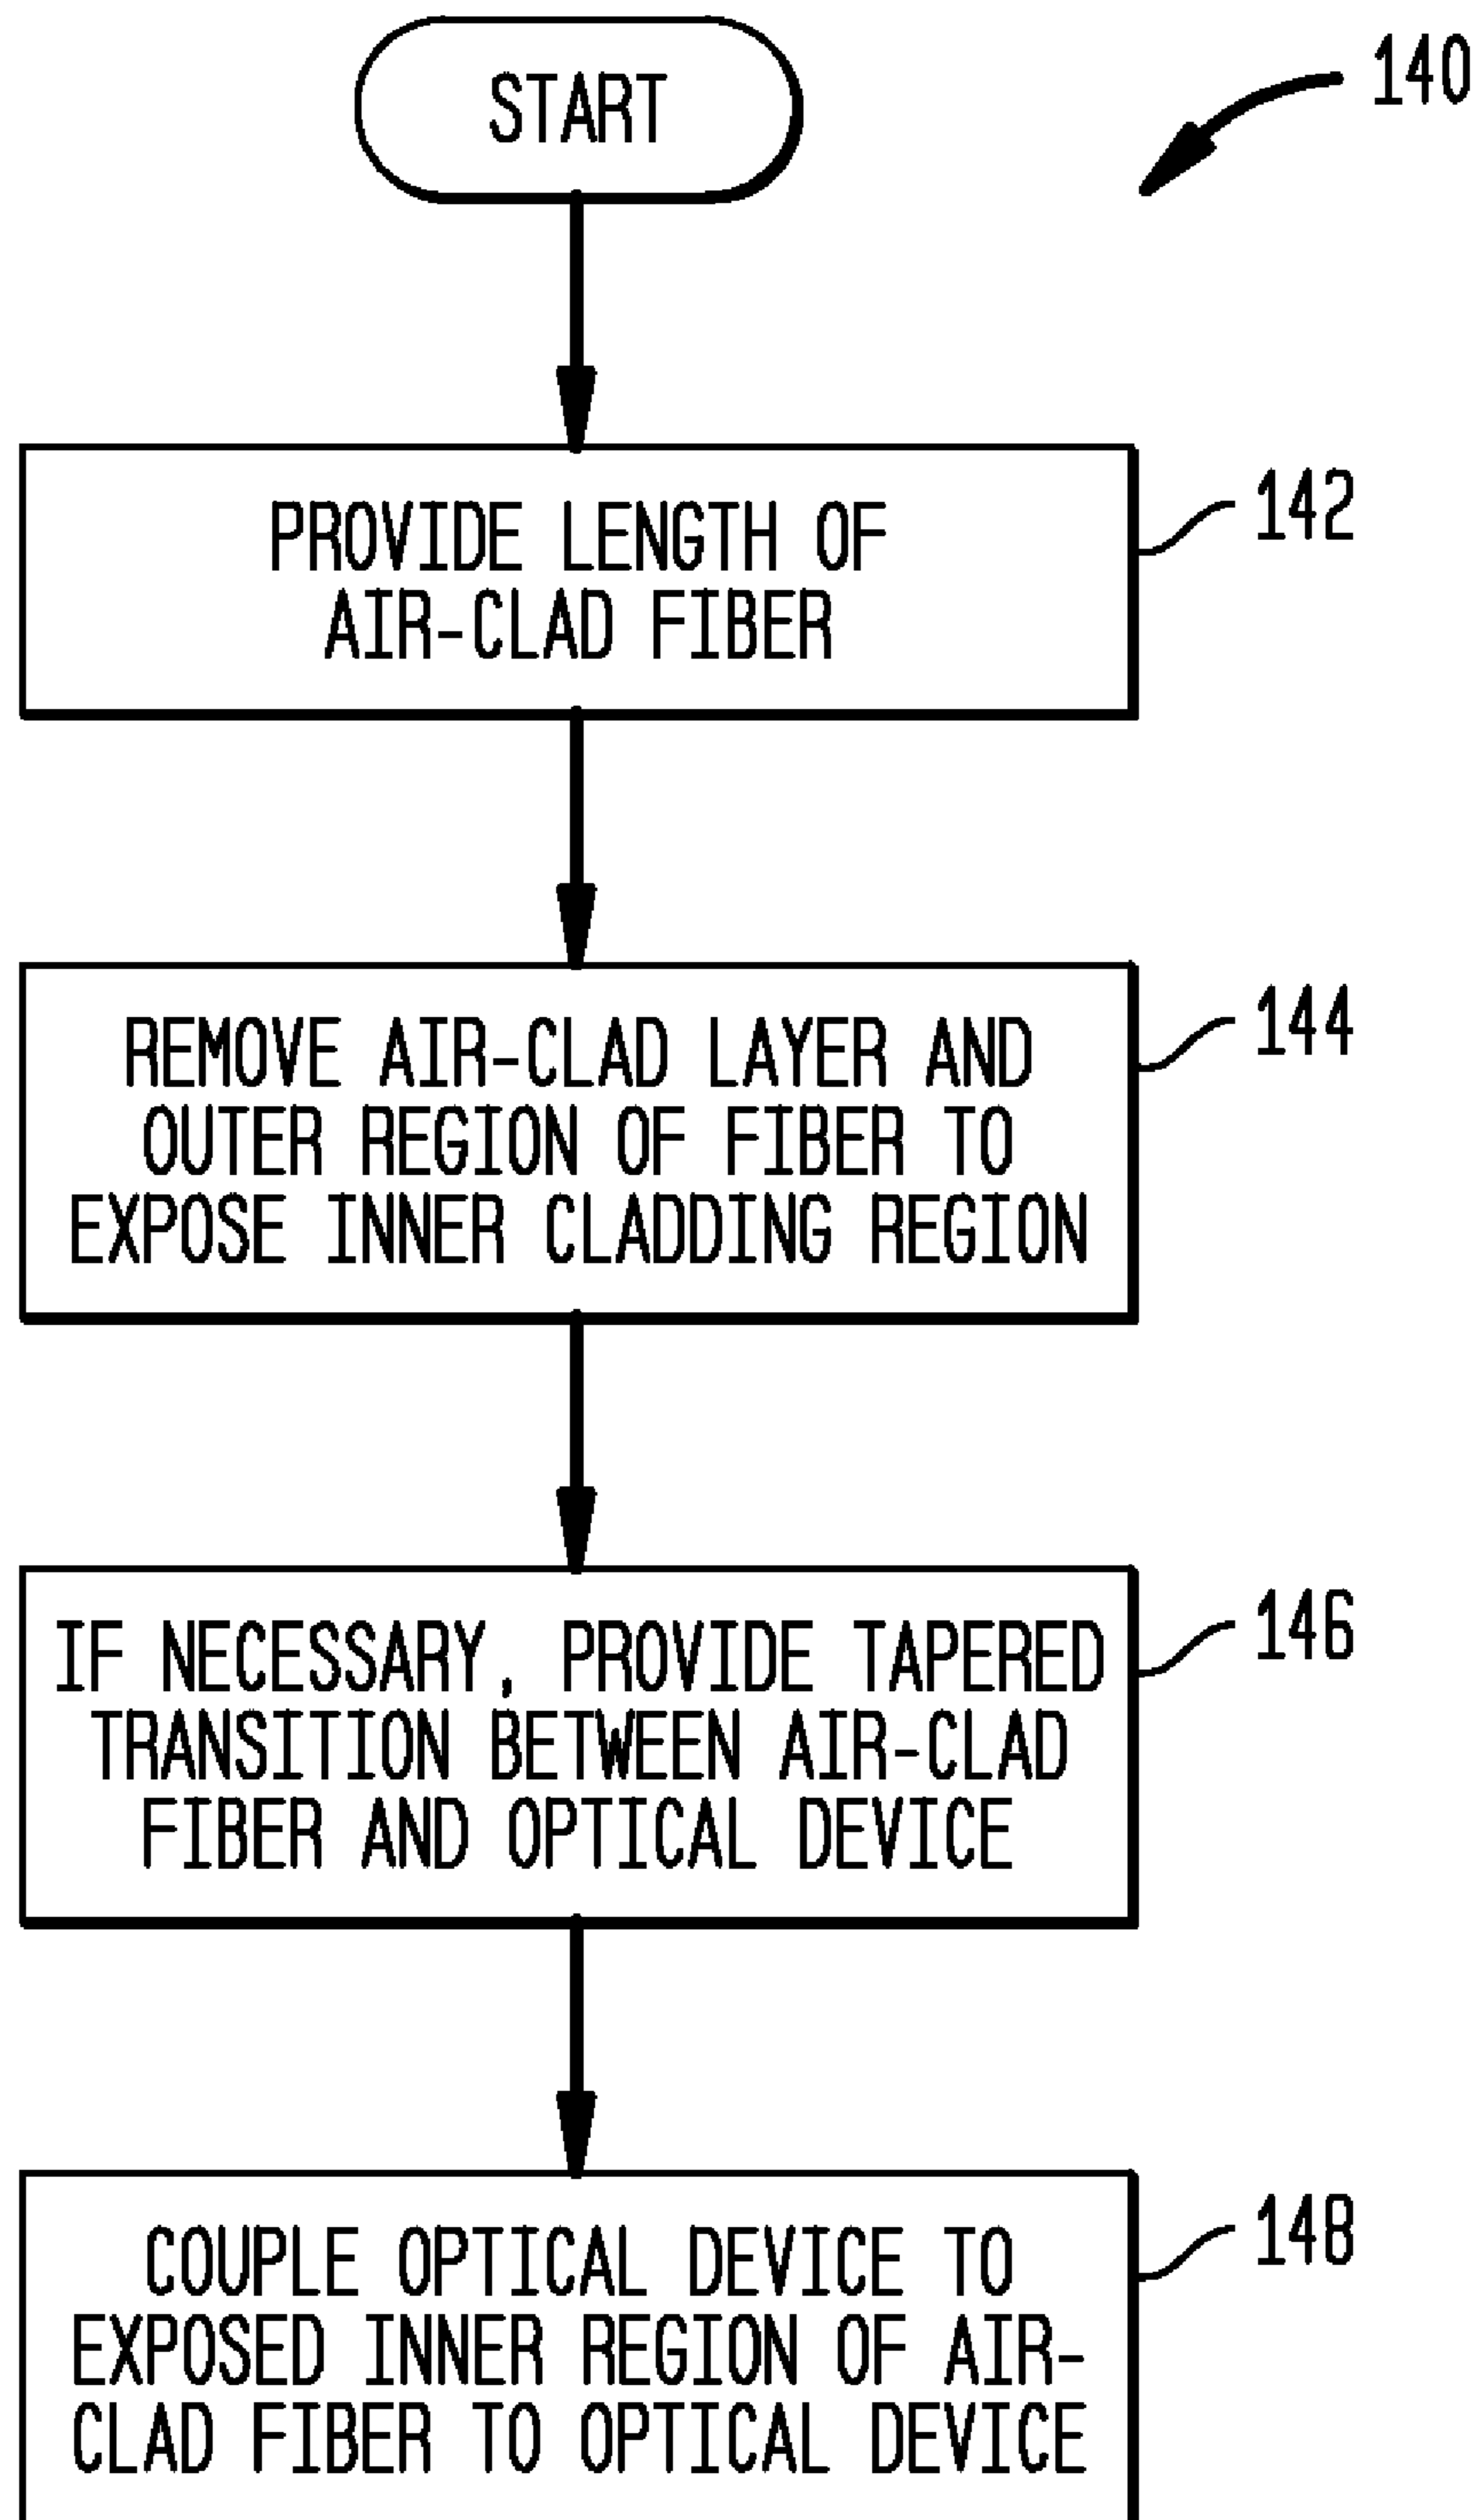 START
140
PROVIDE LENGTH OF
AIR-CLAD FIBER
142
REMOVE AIR-CLAD LAYER AND
OUTER REGION OF FIBER TO
EXPOSE INNER CLADDING REGION
144
IF NECESSARY, PROVIDE TAPERED
TRANSITION BETWEEN AIR-CLAD
FIBER AND OPTICAL DEVICE
146
COUPLE OPTICAL DEVICE TO
EXPOSED INNER REGION OF AIR-
CLAD FIBER TO OPTICAL DEVICE
148